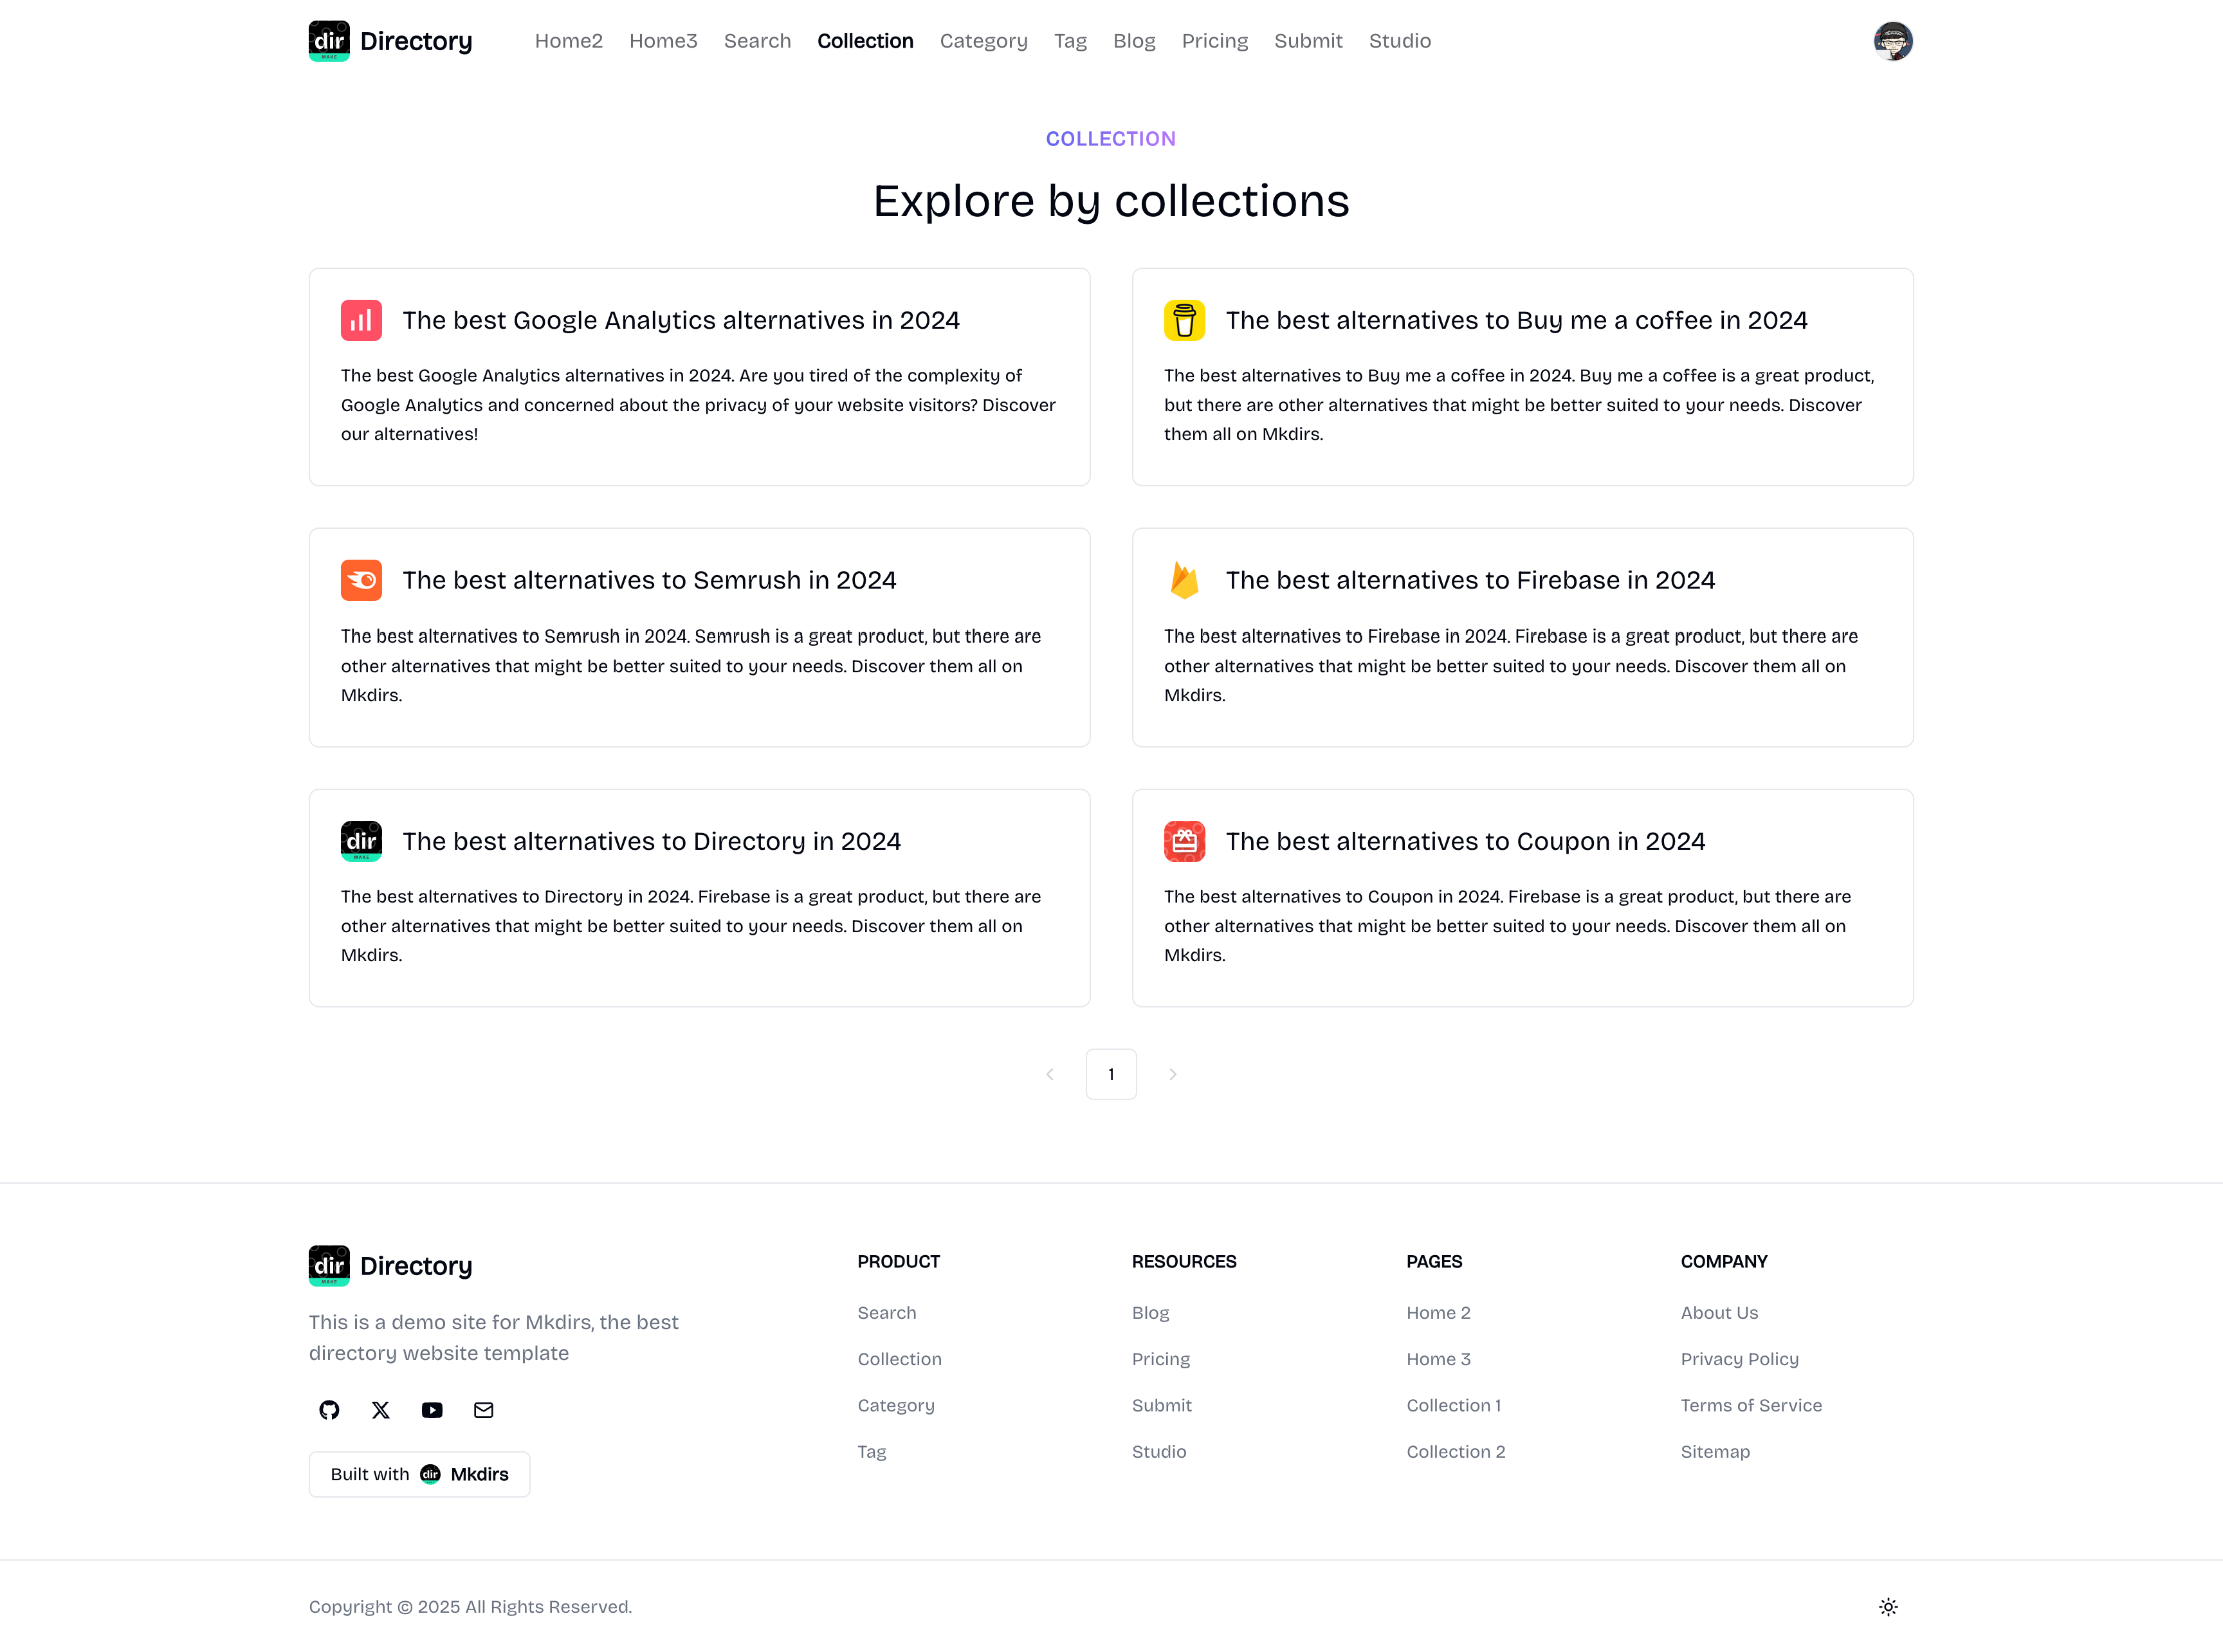 dir MAKE Directory Home2 Home3 Search Collection Category Tag Blog Pricing Submit Studio
COLLECTION
Explore by collections
The best Google Analytics alternatives in 2024
The best Google Analytics alternatives in 2024. Are you tired of the complexity of
Google Analytics and concerned about the privacy of your website visitors? Discover
our alternatives!
The best alternatives to Buy me a coffee in 2024
The best alternatives to Buy me a coffee in 2024. Buy me a coffee is a great product,
but there are other alternatives that might be better suited to your needs. Discover
them all on Mkdirs.
The best alternatives to Semrush in 2024
The best alternatives to Semrush in 2024. Semrush is a great product, but there are
other alternatives that might be better suited to your needs. Discover them all on
Mkdirs.
The best alternatives to Firebase in 2024
The best alternatives to Firebase in 2024. Firebase is a great product, but there are
other alternatives that might be better suited to your needs. Discover them all on
Mkdirs.
dir MAKE The best alternatives to Directory in 2024
The best alternatives to Directory in 2024. Firebase is a great product, but there are
other alternatives that might be better suited to your needs. Discover them all on
Mkdirs.
The best alternatives to Coupon in 2024
The best alternatives to Coupon in 2024. Firebase is a great product, but there are
other alternatives that might be better suited to your needs. Discover them all on
Mkdirs.
1
dir MAKE Directory
This is a demo site for Mkdirs, the best
directory website template
Built with dir Mkdirs
PRODUCT
Search
Collection
Category
Tag
RESOURCES
Blog
Pricing
Submit
Studio
PAGES
Home 2
Home 3
Collection 1
Collection 2
COMPANY
About Us
Privacy Policy
Terms of Service
Sitemap
Copyright © 2025 All Rights Reserved.